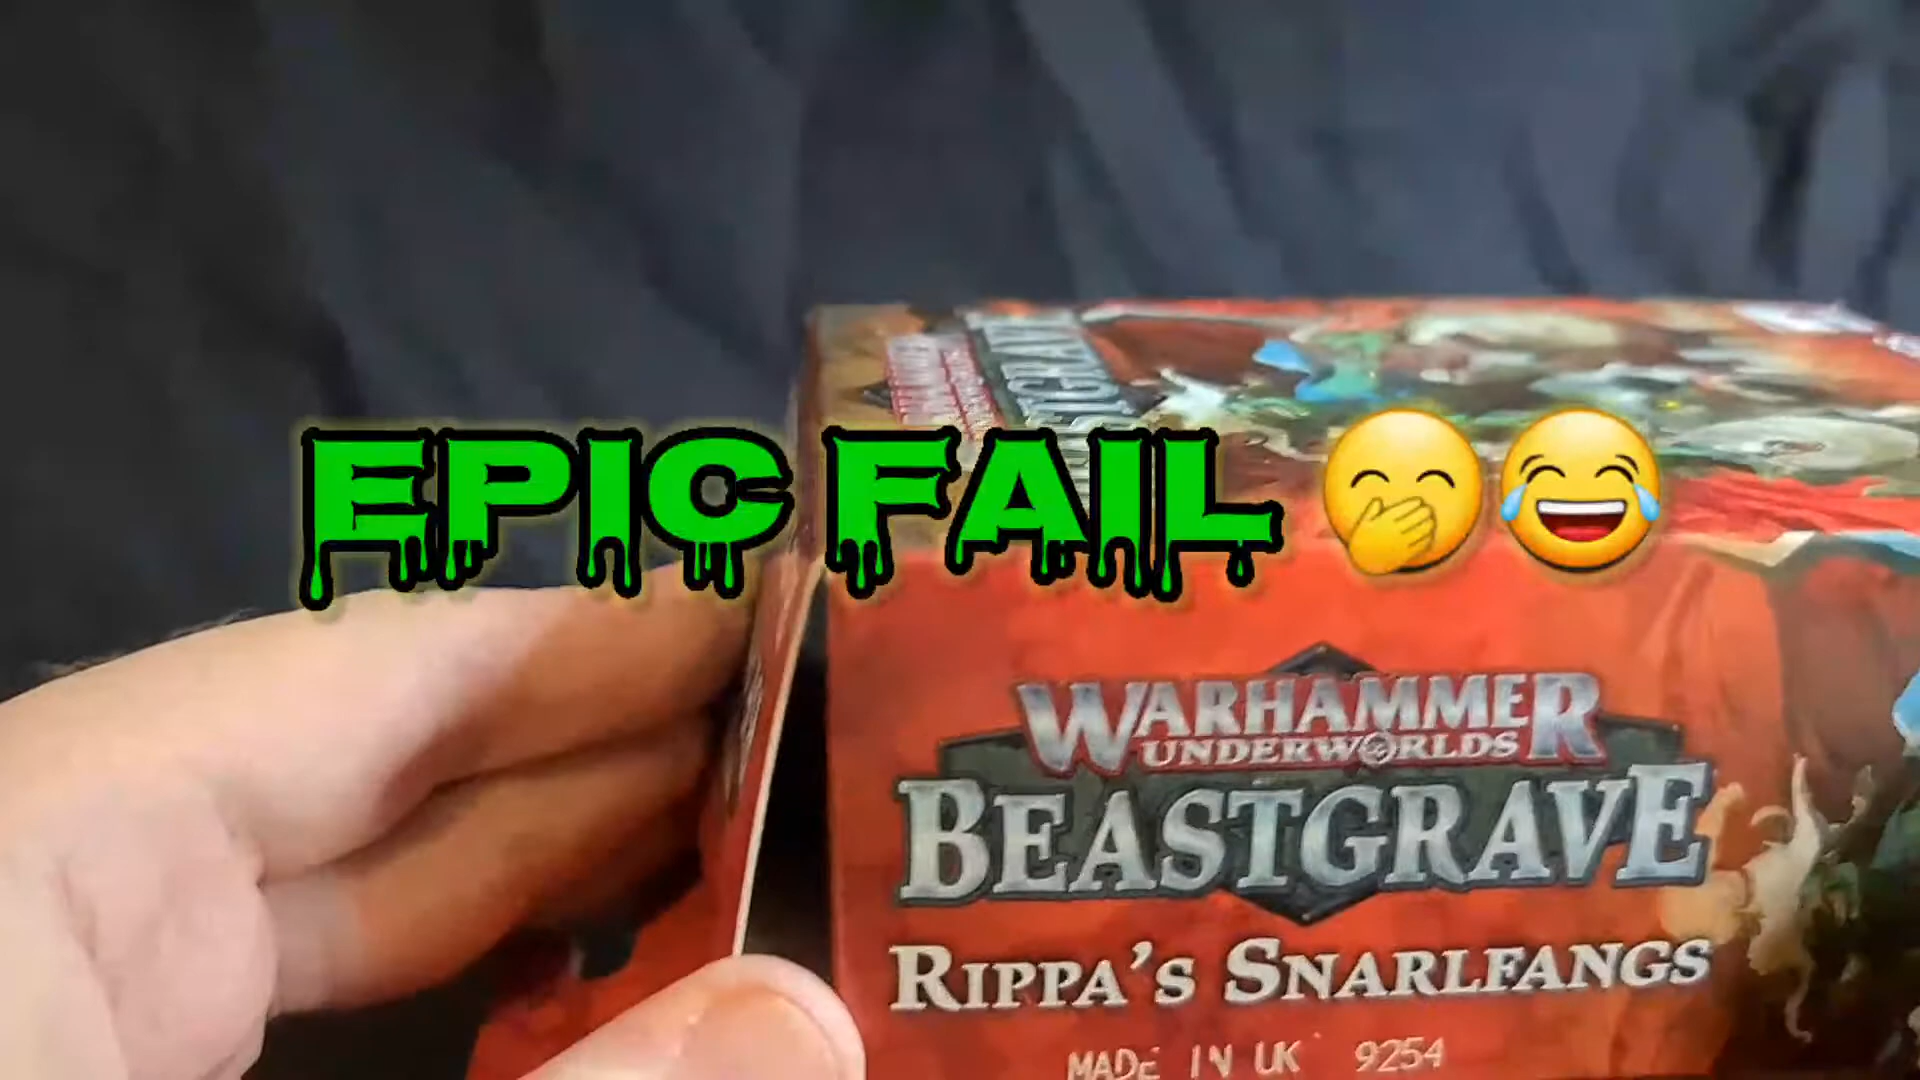 EPIC FAIL 🤭😂
WARHAMMER
UNDERWORLDS
BEASTGRAVE
RIPPA'S SNARLFANGS
MADE IN UK 9254